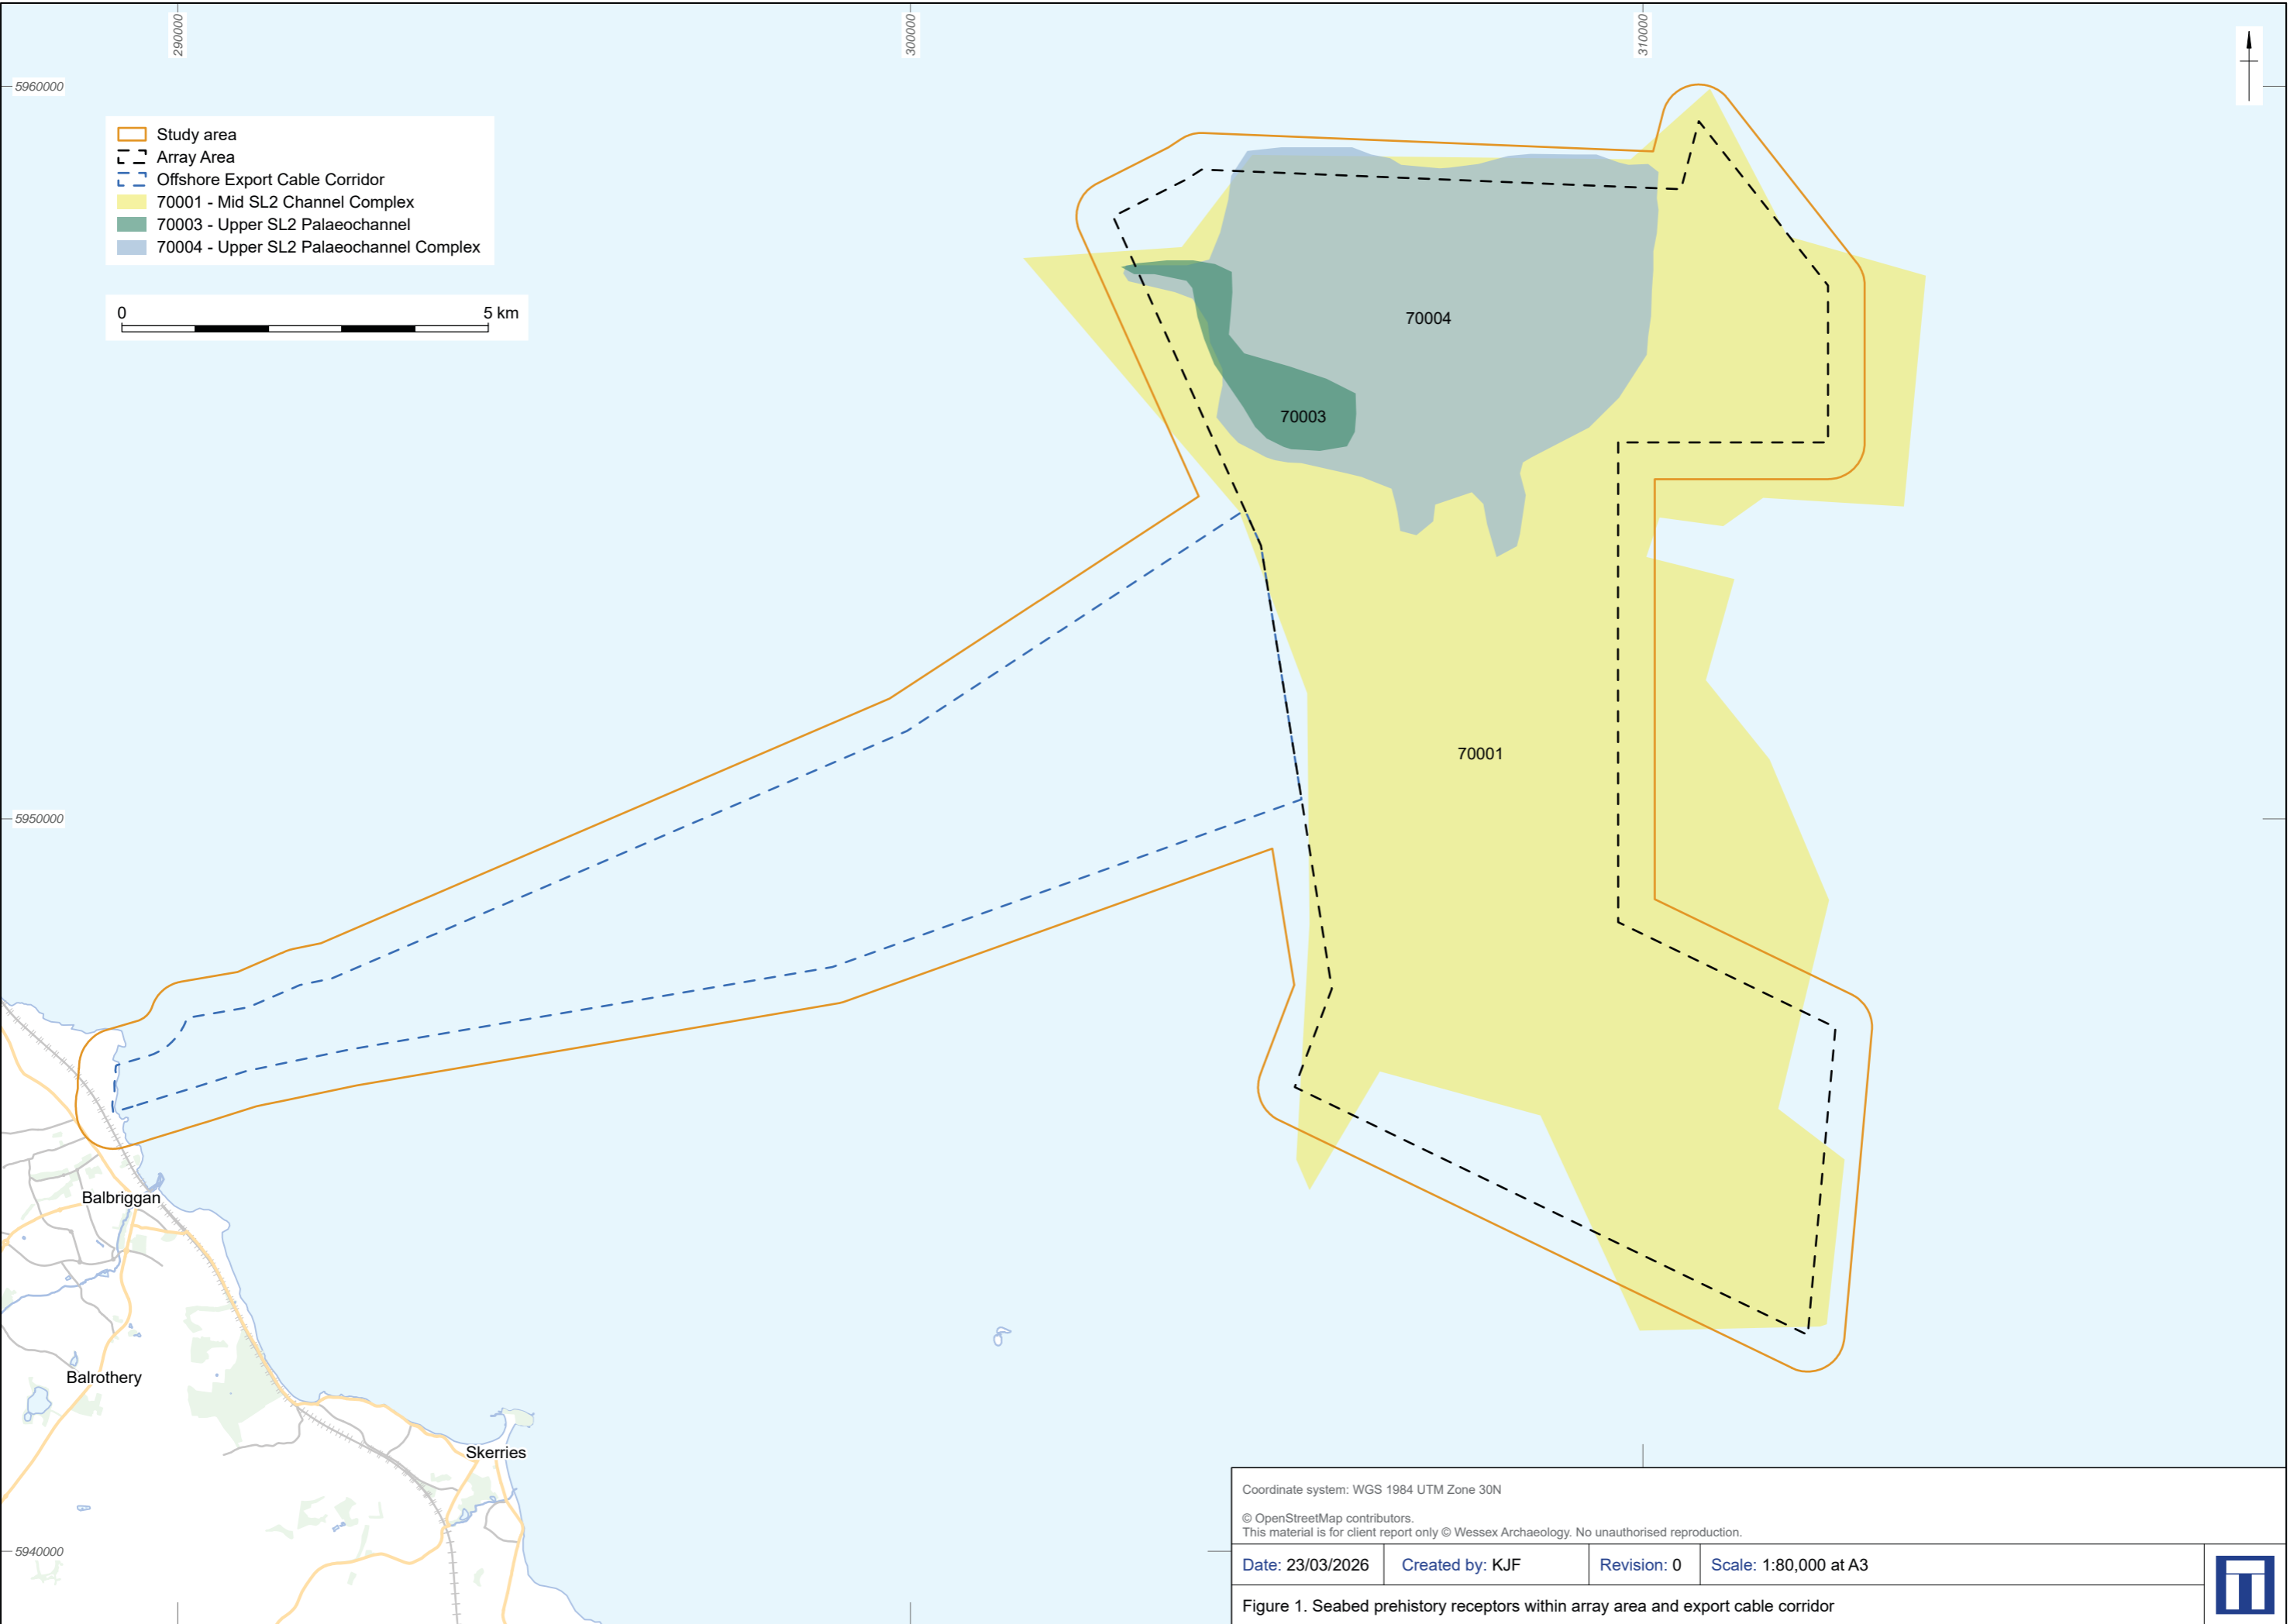 290000
300000
310000
5960000
Study area
Array Area
Offshore Export Cable Corridor
70001 - Mid SL2 Channel Complex
70003 - Upper SL2 Palaeochannel
70004 - Upper SL2 Palaeochannel Complex
0 5 km
70004
70003
70001
5950000
Balbriggan
Balrothery
Skerries
5940000
Coordinate system: WGS 1984 UTM Zone 30N
© OpenStreetMap contributors.
This material is for client report only © Wessex Archaeology. No unauthorised reproduction.
Date: 23/03/2026 Created by: KJF Revision: 0 Scale: 1:80,000 at A3
Figure 1. Seabed prehistory receptors within array area and export cable corridor